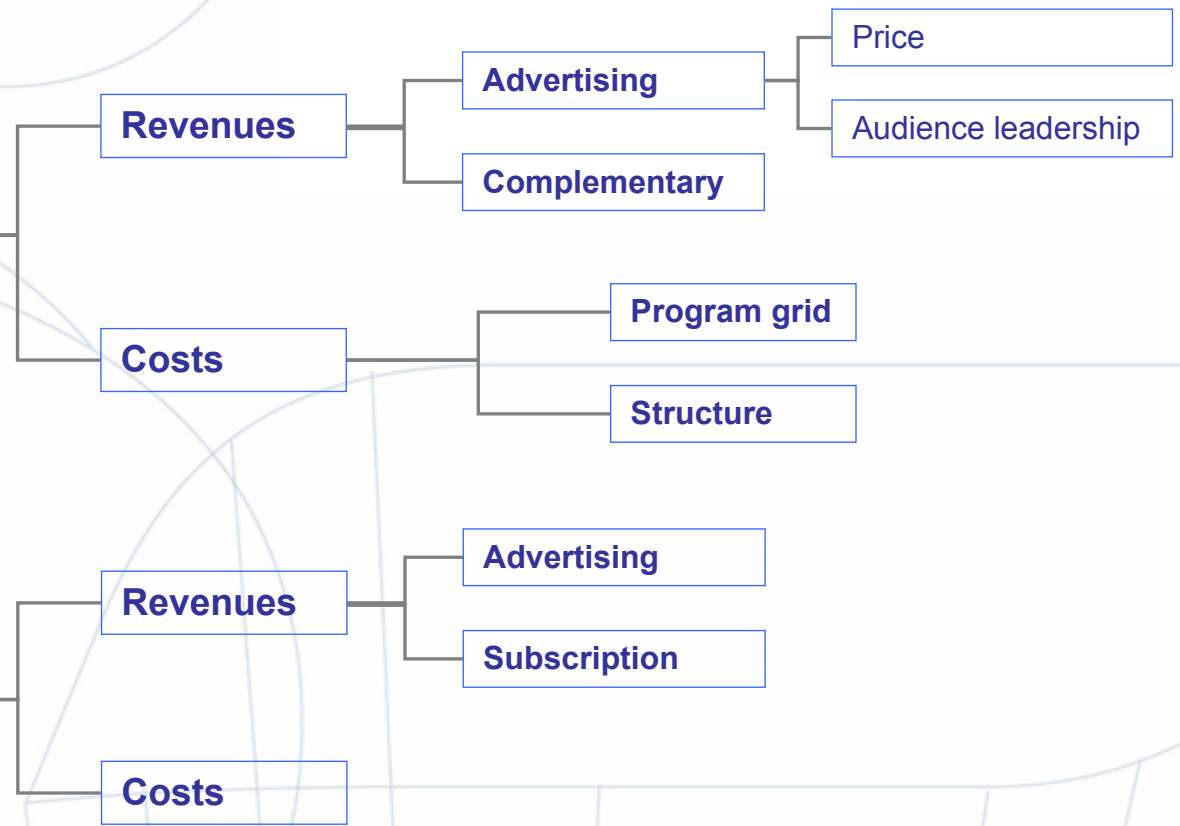 Price
Advertising
Revenues
Audience leadership
Complementary
Program grid
Costs
Structure
Advertising
Revenues
Subscription
Costs